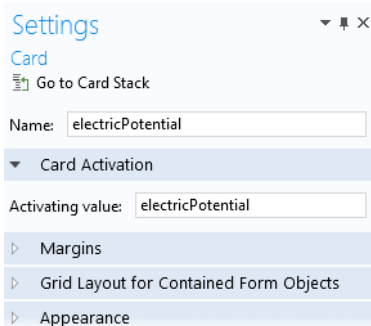 Settings
Card
Go to Card Stack
Name: electricPotential
Card Activation
Activating value: electricPotential
Margins
Grid Layout for Contained Form Objects
Appearance